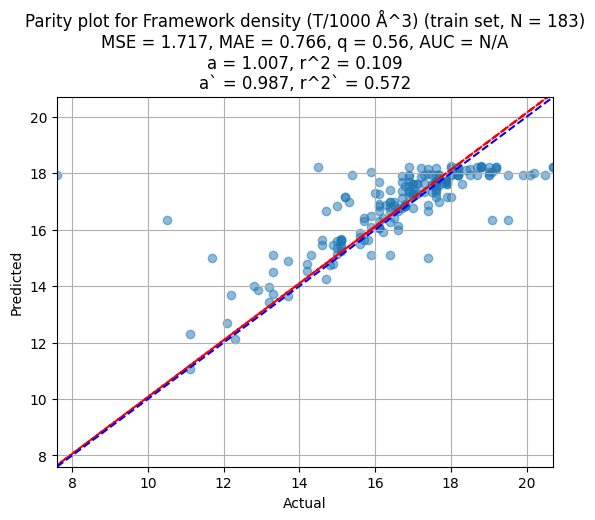 Parity plot for Framework density (T/1000 Å^3) (train set, N = 183)
MSE = 1.717, MAE = 0.766, q = 0.56, AUC = N/A
a = 1.007, r^2 = 0.109
a` = 0.987, r^2` = 0.572
20
18
16
14
12
10
8
Predicted
8 10 12 14 16 18 20
Actual